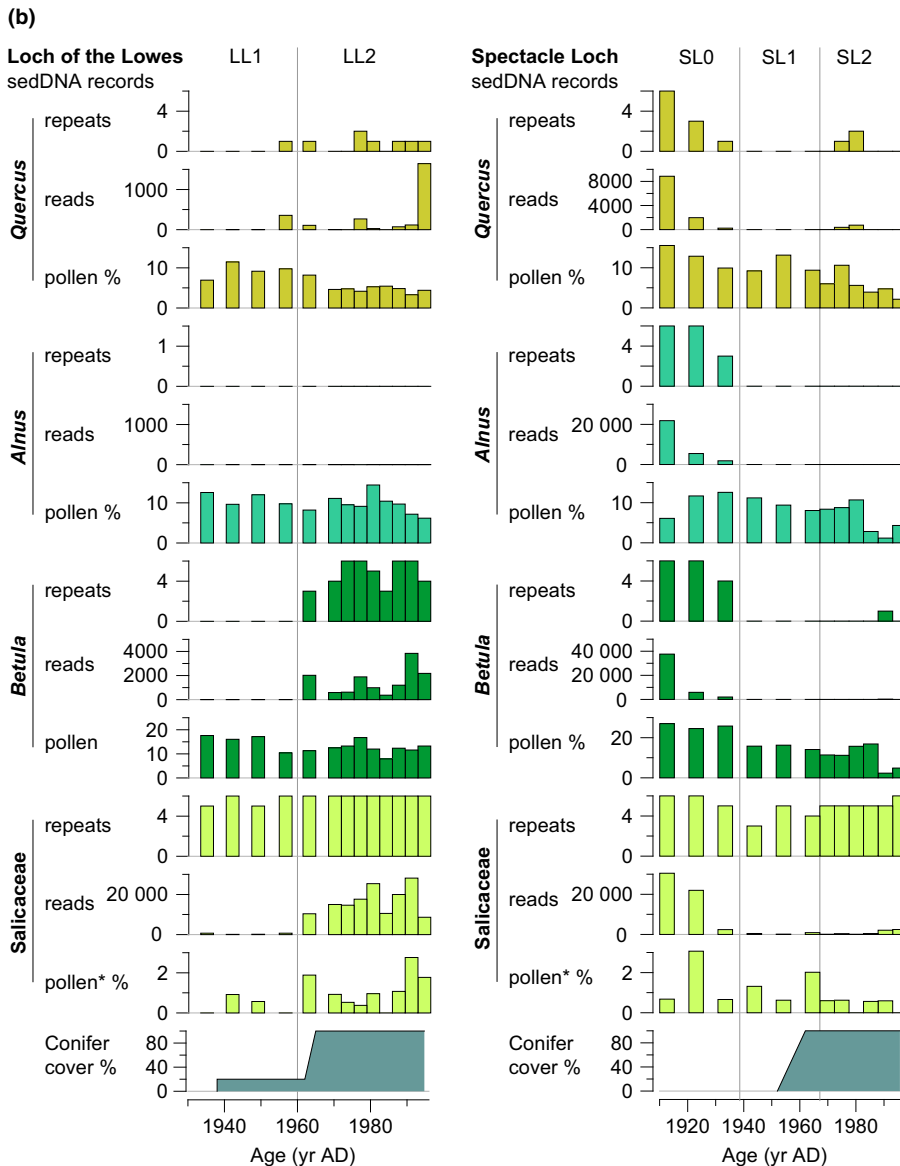 (b)
Loch of the Lowes LL1 LL2
sedDNA records
Quercus
repeats 4 0
reads 1000 0
pollen % 10 0
Alnus
repeats 1 0
reads 1000 0
pollen % 10 0
Betula
repeats 4 0
reads 4000 2000 0
pollen 20 10 0
Salicaceae
repeats 4 0
reads 20 000 0
pollen* % 2 0
Conifer
cover % 80 40 0
1940 1960 1980
Age (yr AD)
Spectacle Loch SL0 SL1 SL2
sedDNA records
Quercus
repeats 4 0
reads 8000 4000 0
pollen % 10 0
Alnus
repeats 4 0
reads 20 000 0
pollen % 10 0
Betula
repeats 4 0
reads 40 000 20 000 0
pollen % 20 0
Salicaceae
repeats 4 0
reads 20 000 0
pollen* % 2 0
Conifer
cover % 80 40 0
1920 1940 1960 1980
Age (yr AD)